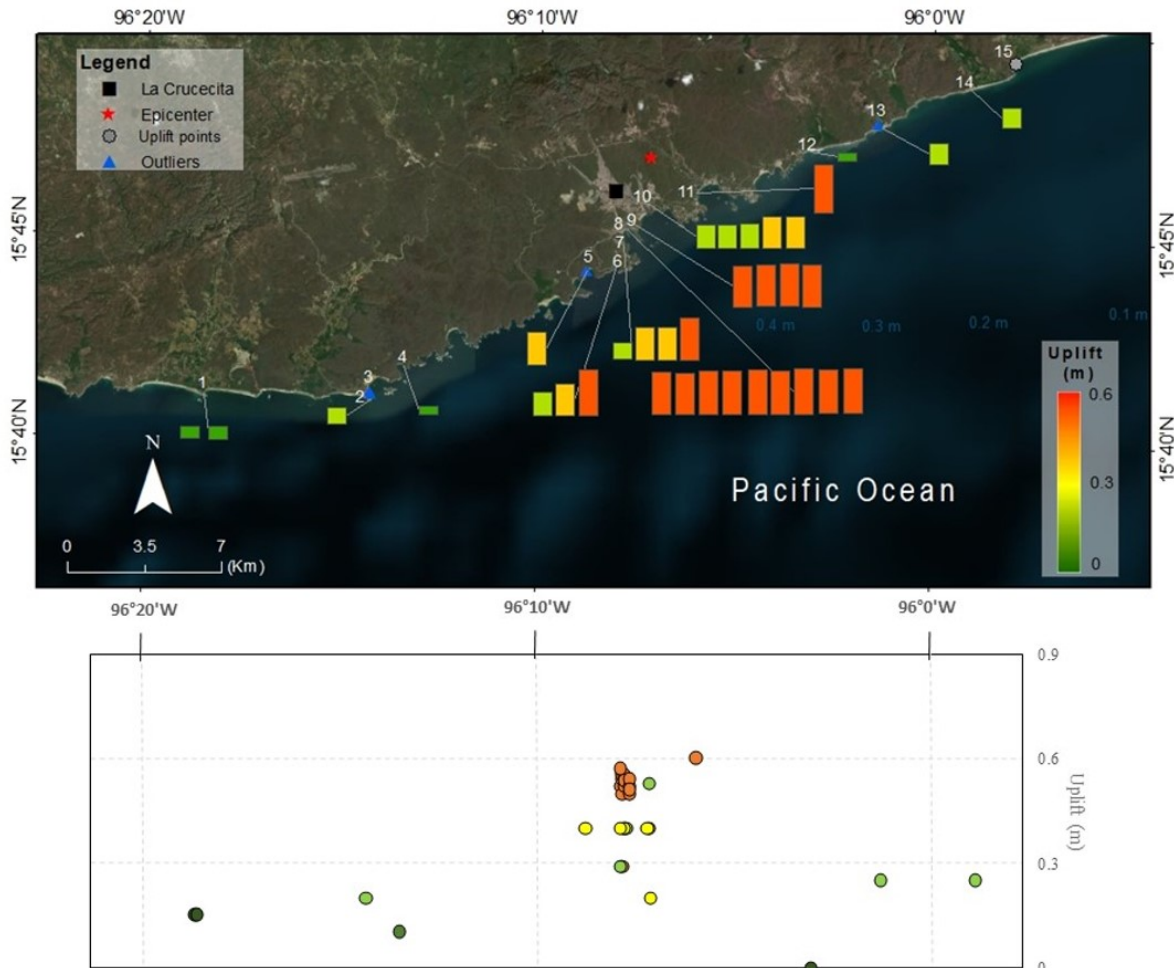 96°20'W 96°10'W 96°0'W
Legend
La Crucecita
Epicenter
Uplift points
Outliers
15
14
13
12
11
10
9
8
7
6
5
4
3
2
1
15°45'N
15°45'N
0.4 m 0.3 m 0.2 m 0.1 m
Uplift
(m)
0.6
0.3
0
15°40'N
15°40'N
N
Pacific Ocean
0 3.5 7
(Km)
96°20'W 96°10'W 96°0'W
0.9
0.6
Uplift (m)
0.3
0